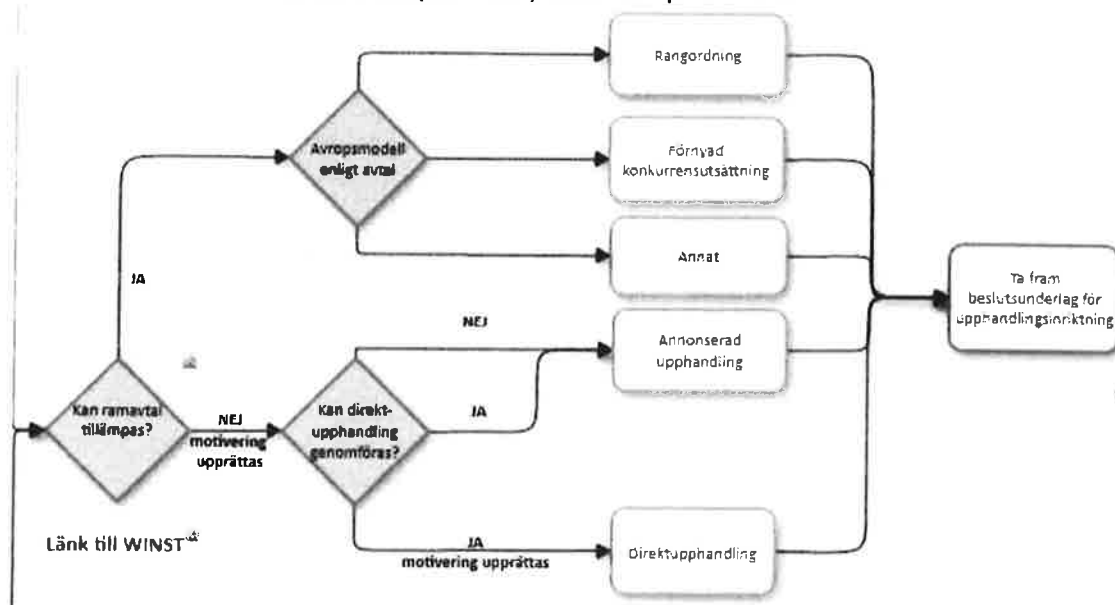 Rangordning
Avropsmodell
enligt avtal
Förnyad
konkurrensutsättning
Annat
JA
Ta fram
beslutsunderlag för
upphandlingsinriktning
NEJ
Annonserad
upphandling
Kan ramavtal
tillämpas?
NEJ
motivering
upprättas
Kan direkt-
upphandling
genomföras?
JA
Länk till WINST
JA
motivering upprättas
Direktupphandling